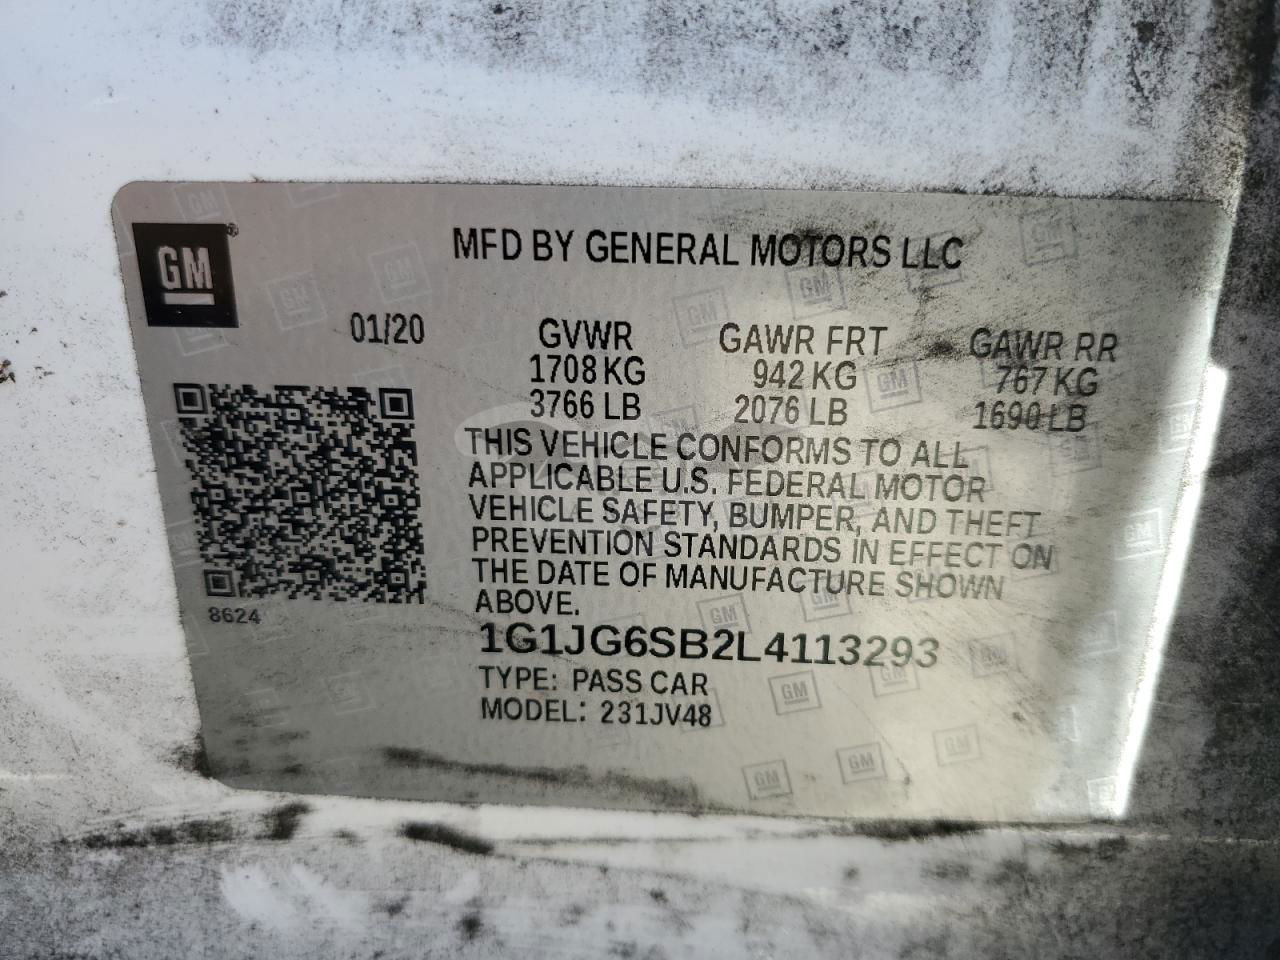 GM
MFD BY GENERAL MOTORS LLC
01/20 GVWR GAWR FRT GAWR RR
1708 KG 942 KG 767 KG
3766 LB 2076 LB 1690 LB
THIS VEHICLE CONFORMS TO ALL
APPLICABLE U.S. FEDERAL MOTOR
VEHICLE SAFETY, BUMPER, AND THEFT
PREVENTION STANDARDS IN EFFECT ON
THE DATE OF MANUFACTURE SHOWN
ABOVE.
8624
1G1JG6SB2L4113293
TYPE: PASS CAR
MODEL: 231JV48